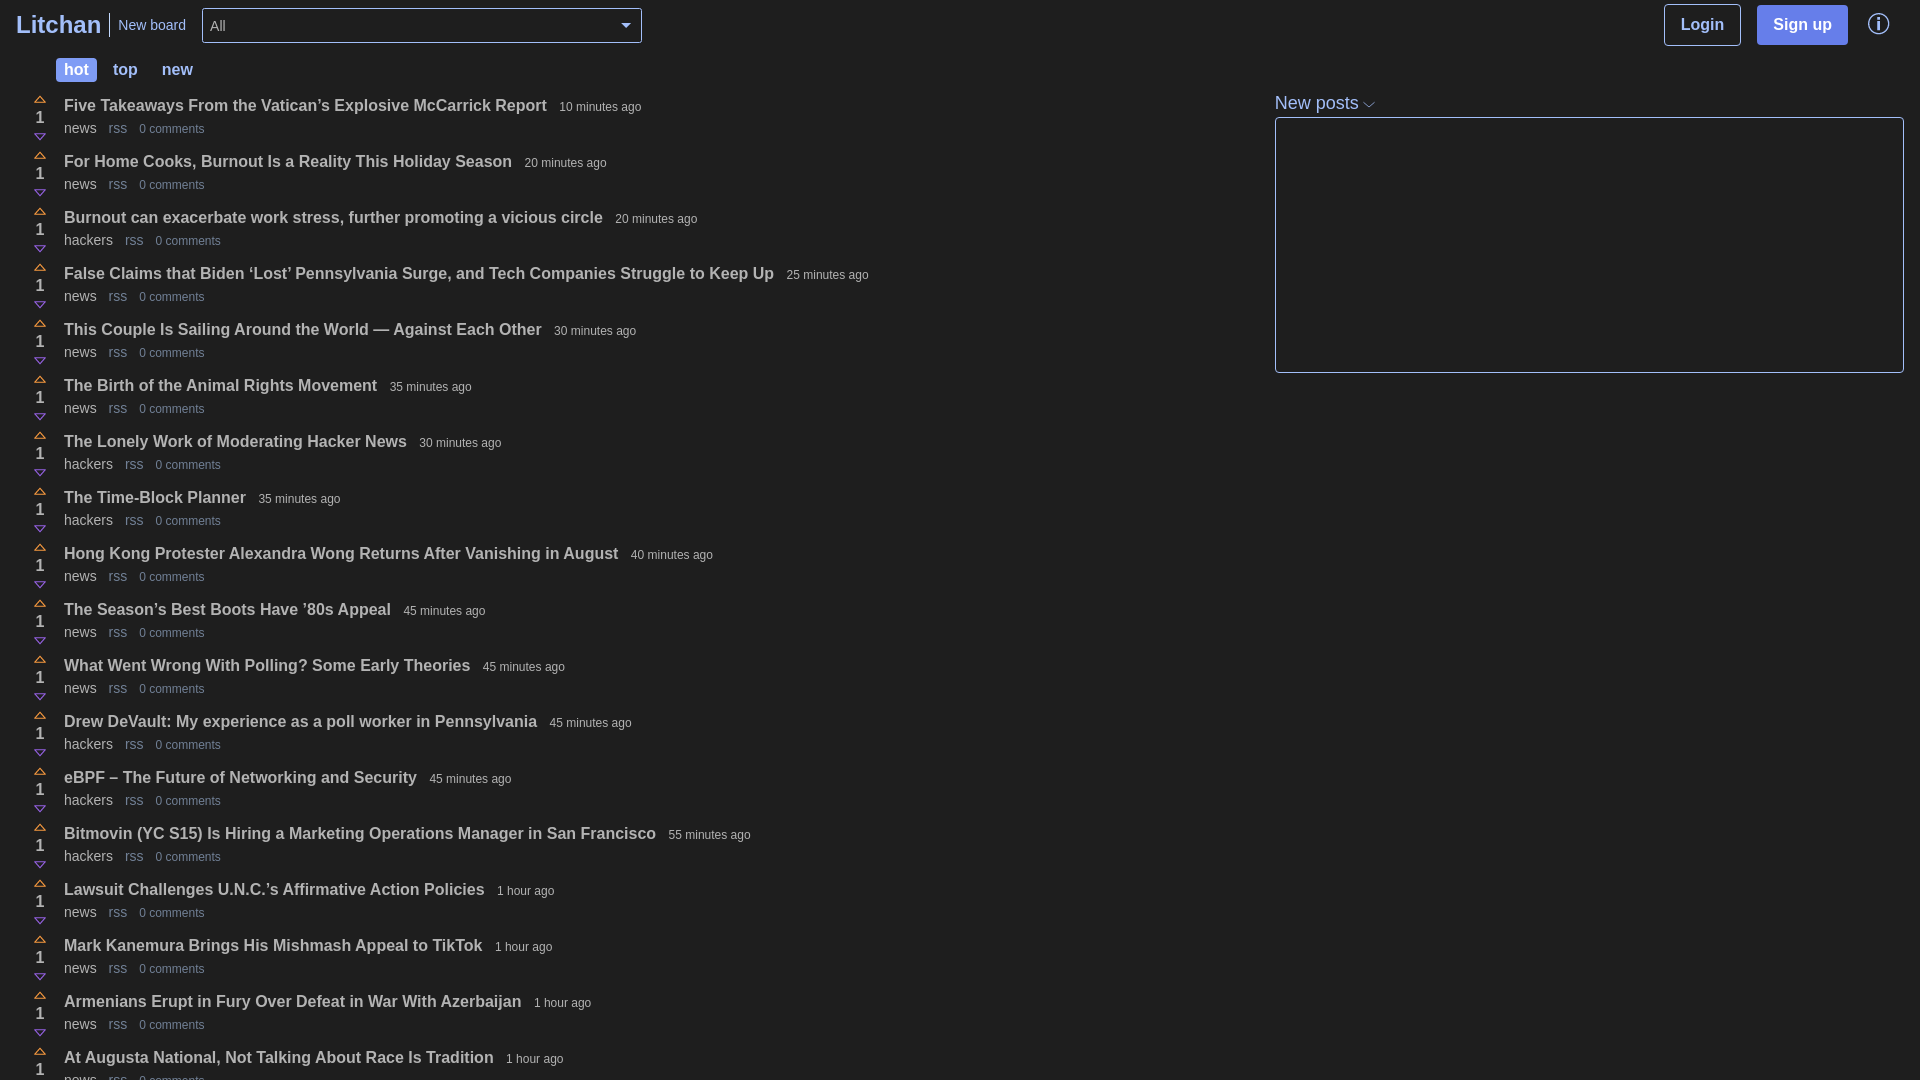 Litchan
New board
All
Login
Sign up
hot top new
1
Five Takeaways From the Vatican’s Explosive McCarrick Report 10 minutes ago
news rss 0 comments
1
For Home Cooks, Burnout Is a Reality This Holiday Season 20 minutes ago
news rss 0 comments
1
Burnout can exacerbate work stress, further promoting a vicious circle 20 minutes ago
hackers rss 0 comments
1
False Claims that Biden ‘Lost’ Pennsylvania Surge, and Tech Companies Struggle to Keep Up 25 minutes ago
news rss 0 comments
1
This Couple Is Sailing Around the World — Against Each Other 30 minutes ago
news rss 0 comments
1
The Birth of the Animal Rights Movement 35 minutes ago
news rss 0 comments
1
The Lonely Work of Moderating Hacker News 30 minutes ago
hackers rss 0 comments
1
The Time-Block Planner 35 minutes ago
hackers rss 0 comments
1
Hong Kong Protester Alexandra Wong Returns After Vanishing in August 40 minutes ago
news rss 0 comments
1
The Season’s Best Boots Have ’80s Appeal 45 minutes ago
news rss 0 comments
1
What Went Wrong With Polling? Some Early Theories 45 minutes ago
news rss 0 comments
1
Drew DeVault: My experience as a poll worker in Pennsylvania 45 minutes ago
hackers rss 0 comments
1
eBPF – The Future of Networking and Security 45 minutes ago
hackers rss 0 comments
1
Bitmovin (YC S15) Is Hiring a Marketing Operations Manager in San Francisco 55 minutes ago
hackers rss 0 comments
1
Lawsuit Challenges U.N.C.’s Affirmative Action Policies 1 hour ago
news rss 0 comments
1
Mark Kanemura Brings His Mishmash Appeal to TikTok 1 hour ago
news rss 0 comments
1
Armenians Erupt in Fury Over Defeat in War With Azerbaijan 1 hour ago
news rss 0 comments
1
At Augusta National, Not Talking About Race Is Tradition 1 hour ago
news rss 0 comments
New posts